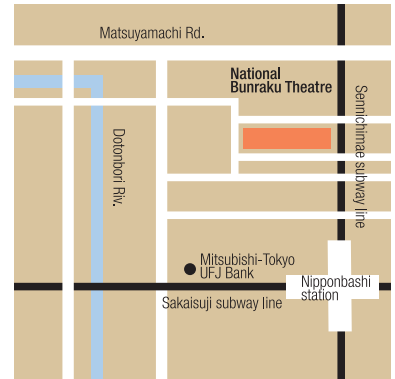 Matsuyamachi Rd.
National
Bunraku Theatre
Sennichimae subway line
Dotonbori Riv.
Mitsubishi-Tokyo
UFJ Bank
Nipponbashi
station
Sakaisuji subway line